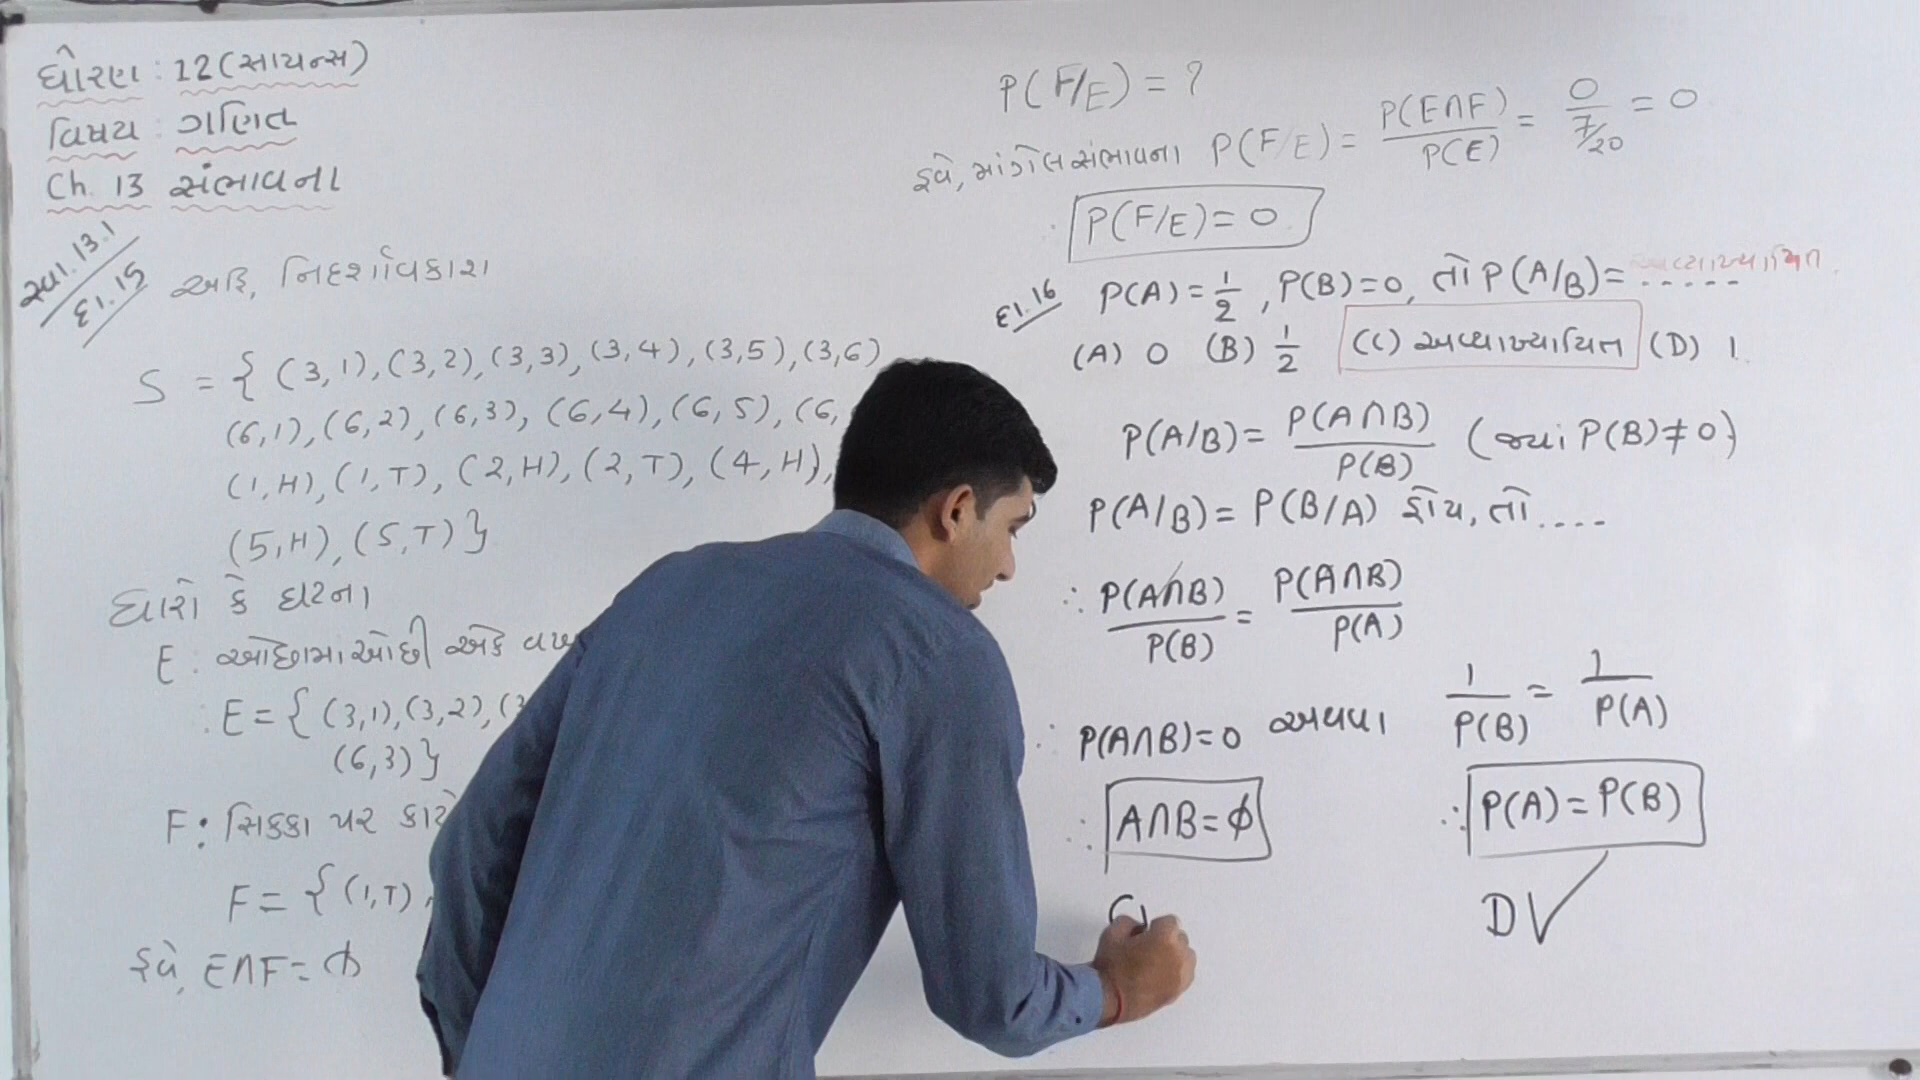 ધોરણ : 12 (સાયન્સ)
વિષય : ગણિત
Ch. 13 સંભાવના
સ્વા. 13.1
દા. 15
અહિં, નિદર્શાવકાશ
S = { (3,1), (3,2), (3,3), (3,4), (3,5), (3,6)
(6,1), (6,2), (6,3), (6,4), (6,5), (6,
(1,H), (1,T), (2,H), (2,T), (4,H),
(5,H), (5,T) }
ધારો કે ઘટના
E : ઓછામાં ઓછી એક
∴ E = { (3,1), (3,2), (3
(6,3) }
F : સિક્કા પર
F = { (1,T),
હવે, E∩F = ϕ
P(F/E) = ?
હવે, માંગેલ સંભાવના P(F/E) = P(E∩F)/P(E) = 0/(7/20) = 0
∴ P(F/E) = 0
દા. 16 P(A) = 1/2, P(B) = 0, તો P(A/B) = ..... અવ્યાખ્યાયિત.
(A) 0 (B) 1/2 (C) અવ્યાખ્યાયિત (D) 1.
P(A/B) = P(A∩B)/P(B) (જ્યાં P(B) ≠ 0)
P(A/B) = P(B/A) હોય, તો ....
∴ P(A∩B)/P(B) = P(A∩B)/P(A)
∴ P(A∩B) = 0 અથવા 1/P(B) = 1/P(A)
∴ A∩B = ϕ ∴ P(A) = P(B)
D✓